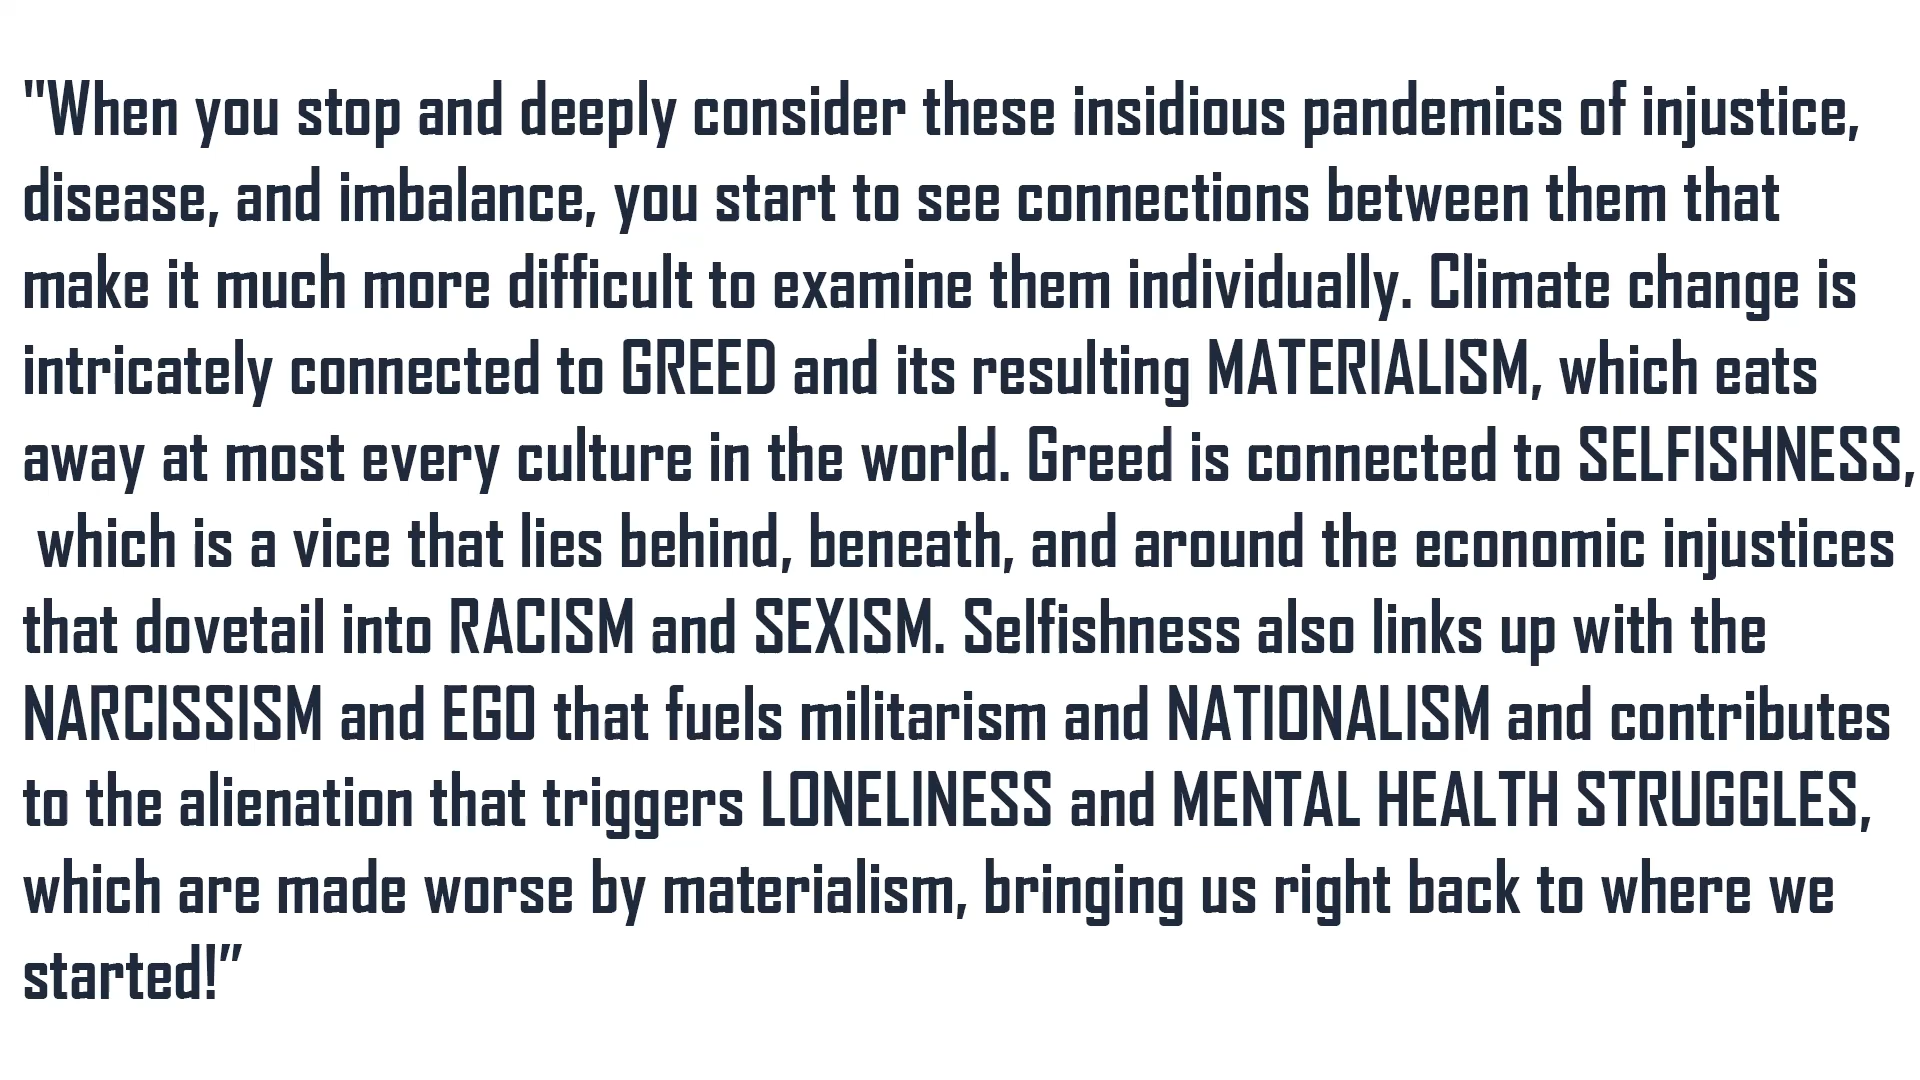 "When you stop and deeply consider these insidious pandemics of injustice,
disease, and imbalance, you start to see connections between them that
make it much more difficult to examine them individually. Climate change is
intricately connected to GREED and its resulting MATERIALISM, which eats
away at most every culture in the world. Greed is connected to SELFISHNESS,
which is a vice that lies behind, beneath, and around the economic injustices
that dovetail into RACISM and SEXISM. Selfishness also links up with the
NARCISSISM and EGO that fuels militarism and NATIONALISM and contributes
to the alienation that triggers LONELINESS and MENTAL HEALTH STRUGGLES,
which are made worse by materialism, bringing us right back to where we
started!”